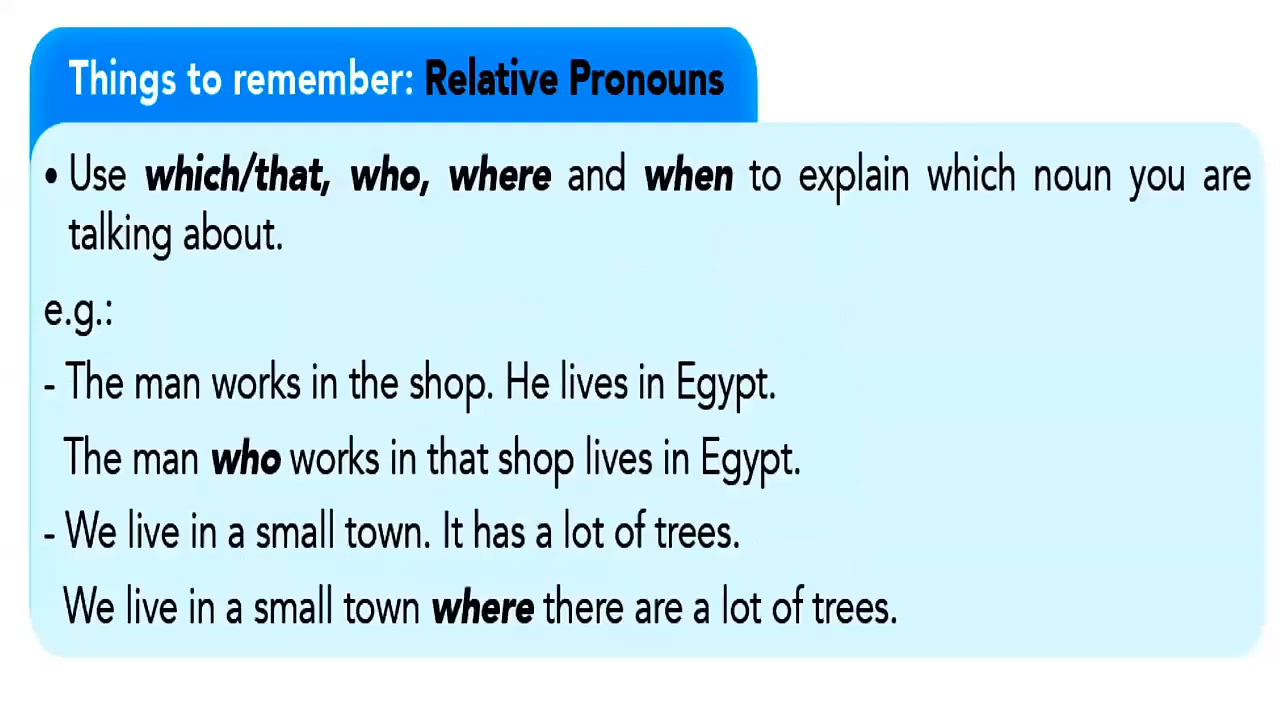 Things to remember: Relative Pronouns
• Use which/that, who, where and when to explain which noun you are
talking about.
e.g.:
- The man works in the shop. He lives in Egypt.
The man who works in that shop lives in Egypt.
- We live in a small town. It has a lot of trees.
We live in a small town where there are a lot of trees.